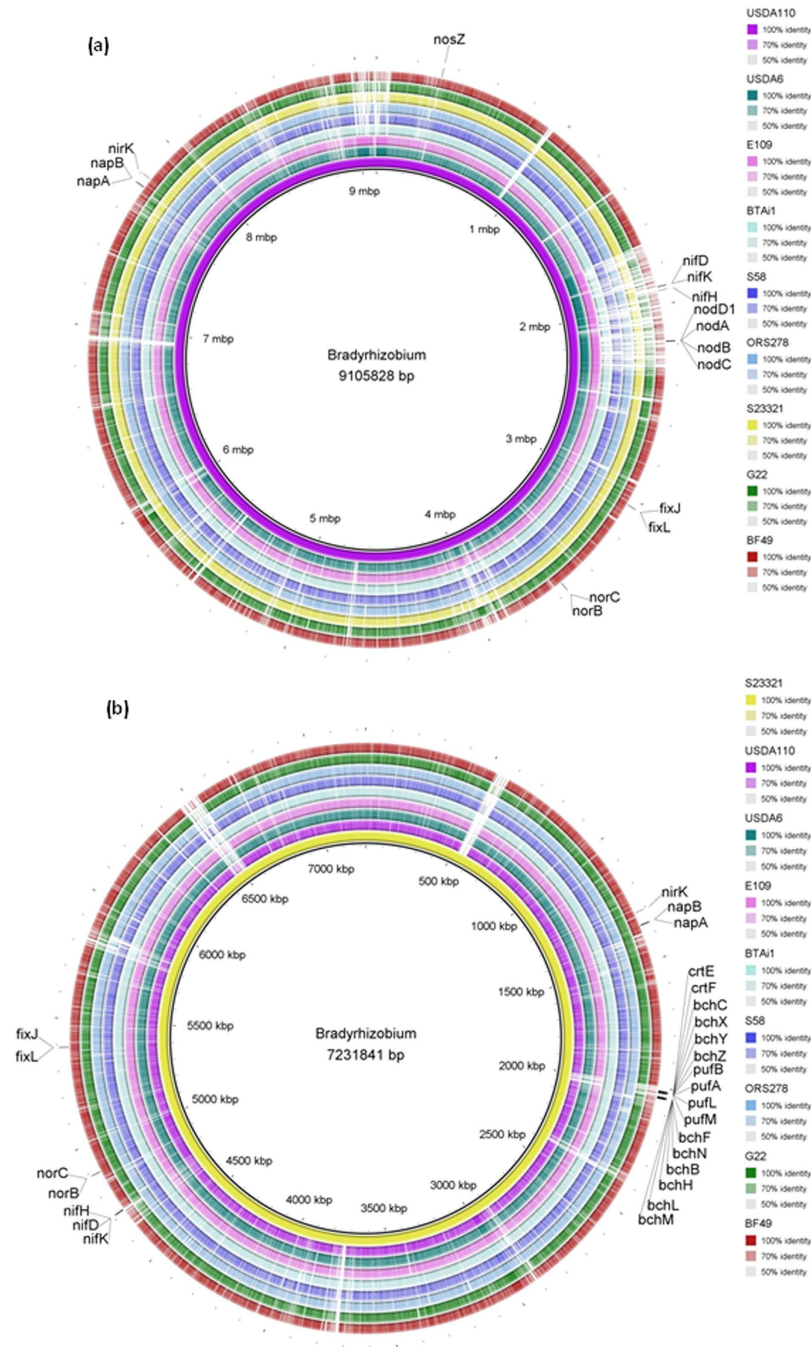 (a)
nosZ
nirK
napB
napA
9 mbp
1 mbp
8 mbp
nifD
nifK
nifH
nodD1
nodA
nodB
nodC
2 mbp
7 mbp
Bradyrhizobium
9105828 bp
3 mbp
6 mbp
4 mbp
5 mbp
fixJ
fixL
norC
norB
USDA110
100% identity
70% identity
50% identity
USDA6
100% identity
70% identity
50% identity
E109
100% identity
70% identity
50% identity
BTAi1
100% identity
70% identity
50% identity
S58
100% identity
70% identity
50% identity
ORS278
100% identity
70% identity
50% identity
S23321
100% identity
70% identity
50% identity
G22
100% identity
70% identity
50% identity
BF49
100% identity
70% identity
50% identity
(b)
7000 kbp
500 kbp
6500 kbp
1000 kbp
6000 kbp
1500 kbp
5500 kbp
Bradyrhizobium
7231841 bp
2000 kbp
5000 kbp
2500 kbp
4500 kbp
3000 kbp
4000 kbp
3500 kbp
nirK
napB
napA
crtE
crtF
bchC
bchX
bchY
bchZ
pufB
pufA
pufL
pufM
bchF
bchN
bchB
bchH
bchL
bchM
fixJ
fixL
norC
norB
nifH
nifD
nifK
S23321
100% identity
70% identity
50% identity
USDA110
100% identity
70% identity
50% identity
USDA6
100% identity
70% identity
50% identity
E109
100% identity
70% identity
50% identity
BTAi1
100% identity
70% identity
50% identity
S58
100% identity
70% identity
50% identity
ORS278
100% identity
70% identity
50% identity
G22
100% identity
70% identity
50% identity
BF49
100% identity
70% identity
50% identity